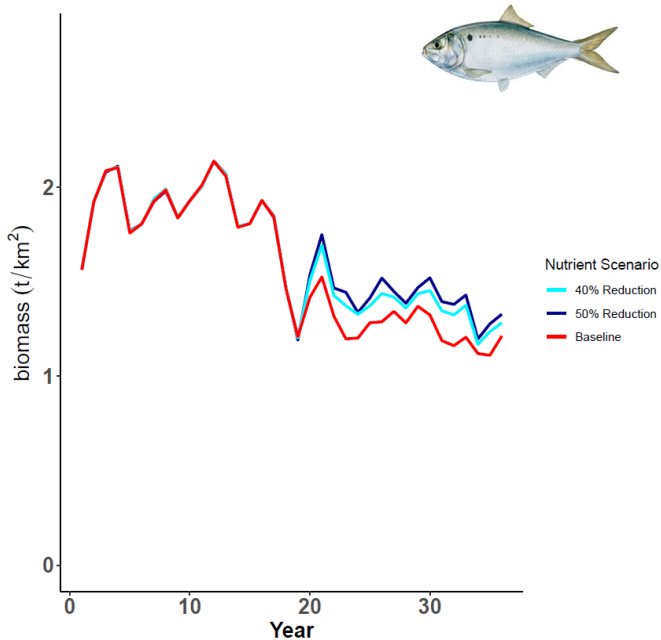 biomass (t/km²)
2
1
0
0 10 20 30
Year
Nutrient Scenario
40% Reduction
50% Reduction
Baseline